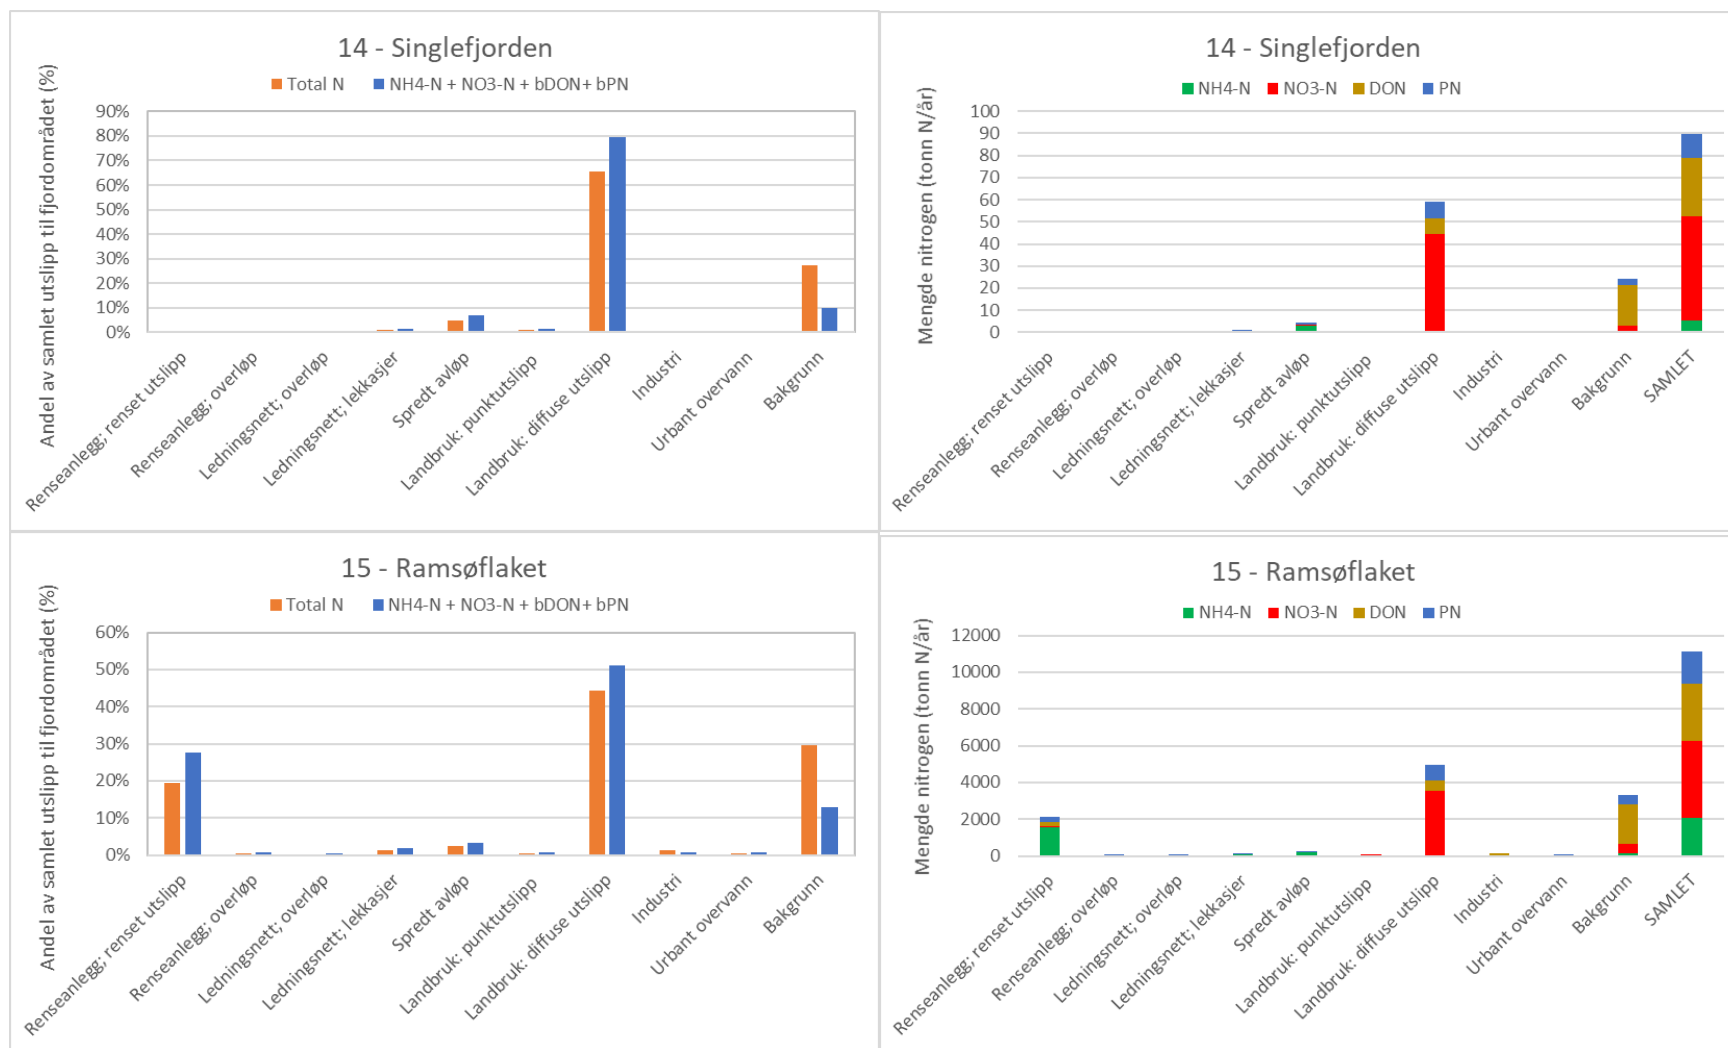 14 - Singlefjorden
Total N
NH4-N + NO3-N + bDON+ bPN
Andel av samlet utslipp til fjordområdet (%)
90%
80%
70%
60%
50%
40%
30%
20%
10%
0%
Renseanlegg; renset utslipp
Renseanlegg; overløp
Ledningsnett; overløp
Ledningsnett; lekkasjer
Spredt avløp
Landbruk: punktutslipp
Landbruk: diffuse utslipp
Industri
Urbant overvann
Bakgrunn
14 - Singlefjorden
NH4-N
NO3-N
DON
PN
Mengde nitrogen (tonn N/år)
100
90
80
70
60
50
40
30
20
10
0
Renseanlegg; renset utslipp
Renseanlegg; overløp
Ledningsnett; overløp
Ledningsnett; lekkasjer
Spredt avløp
Landbruk: punktutslipp
Landbruk: diffuse utslipp
Industri
Urbant overvann
Bakgrunn
SAMLET
15 - Ramsøflaket
Total N
NH4-N + NO3-N + bDON+ bPN
Andel av samlet utslipp til fjordområdet (%)
60%
50%
40%
30%
20%
10%
0%
Renseanlegg; renset utslipp
Renseanlegg; overløp
Ledningsnett; overløp
Ledningsnett; lekkasjer
Spredt avløp
Landbruk: punktutslipp
Landbruk: diffuse utslipp
Industri
Urbant overvann
Bakgrunn
15 - Ramsøflaket
NH4-N
NO3-N
DON
PN
Mengde nitrogen (tonn N/år)
12000
10000
8000
6000
4000
2000
0
Renseanlegg; renset utslipp
Renseanlegg; overløp
Ledningsnett; overløp
Ledningsnett; lekkasjer
Spredt avløp
Landbruk: punktutslipp
Landbruk: diffuse utslipp
Industri
Urbant overvann
Bakgrunn
SAMLET